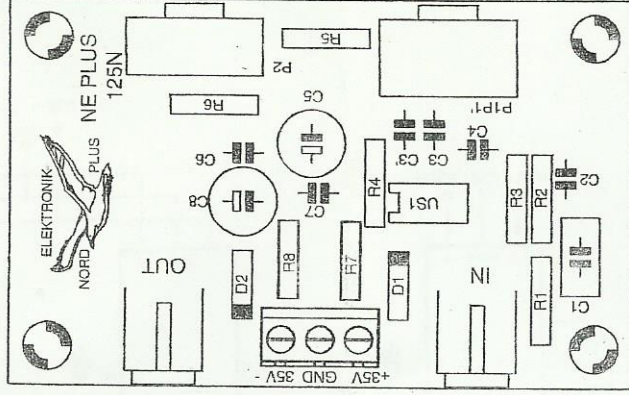 NE PLUS
125N
R5
P2
P1P1'
R6
C5
C6
C3'
C3
C4
ELEKTRONIK
PLUS
NORD
C8
C7
R4
US1
R3
R2
C2
OUT
D2
R8
R7
D1
IN
R1
C1
35V -
GND
+35V